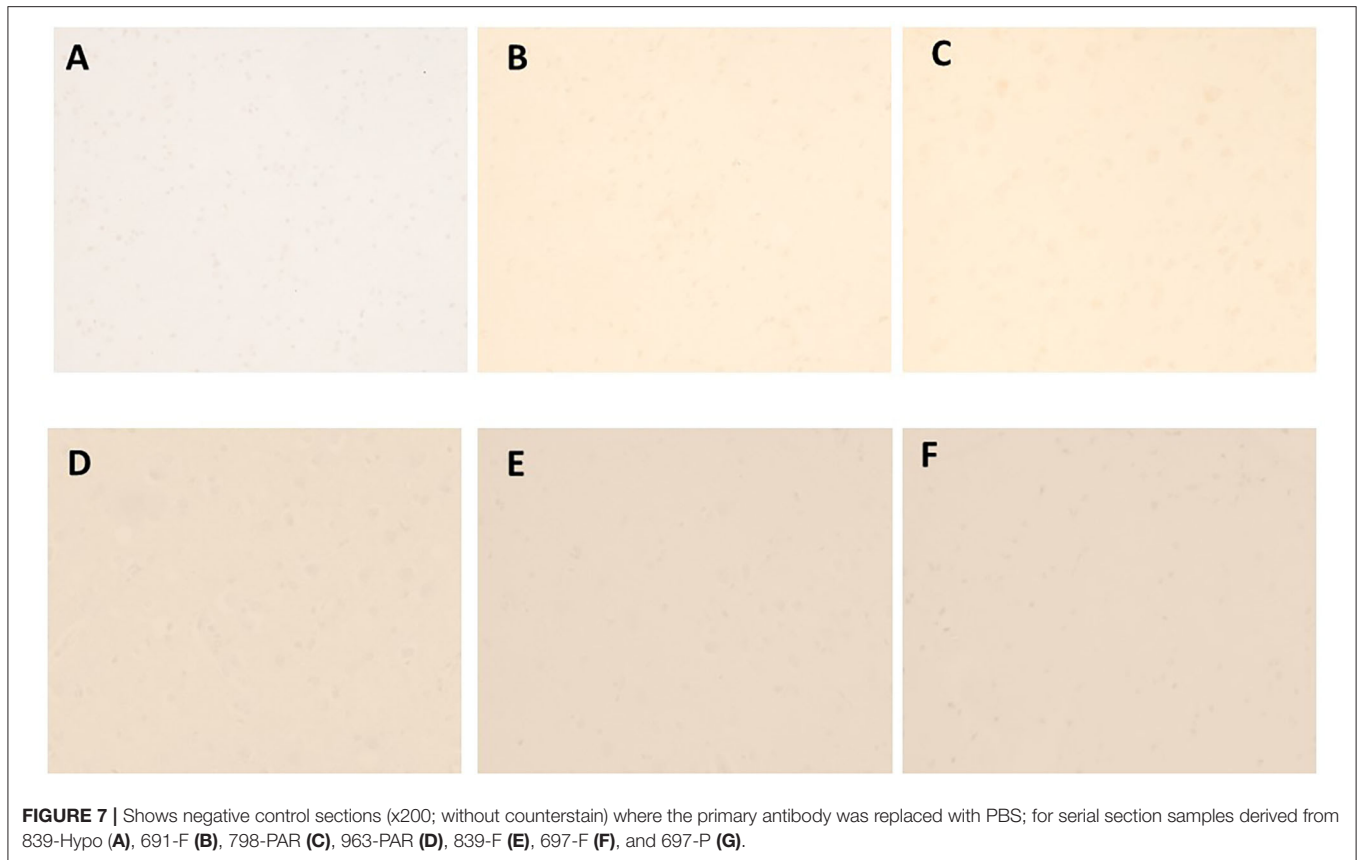 A
B
C
D
E
F
FIGURE 7 | Shows negative control sections (x200; without counterstain) where the primary antibody was replaced with PBS; for serial section samples derived from
839-Hypo (A), 691-F (B), 798-PAR (C), 963-PAR (D), 839-F (E), 697-F (F), and 697-P (G).